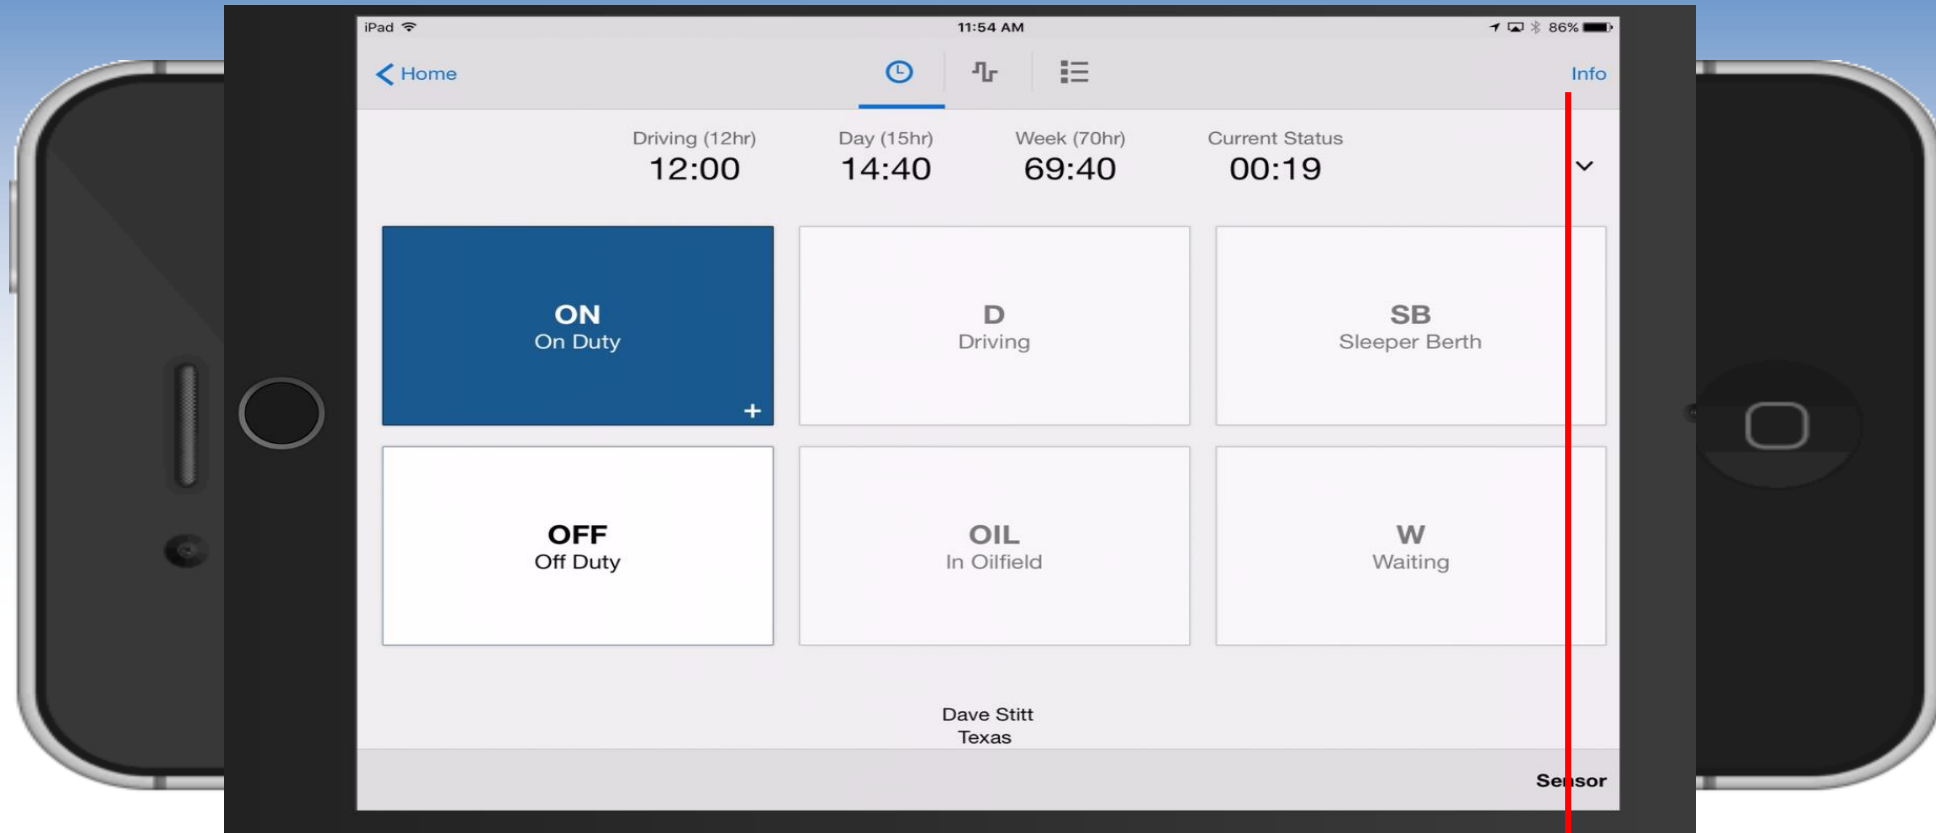 iPad 11:54 AM 86%
Home Info
Driving (12hr) Day (15hr) Week (70hr) Current Status
12:00 14:40 69:40 00:19
ON D SB
On Duty Driving Sleeper Berth
+
OFF OIL W
Off Duty In Oilfield Waiting
Dave Stitt
Texas
Sensor